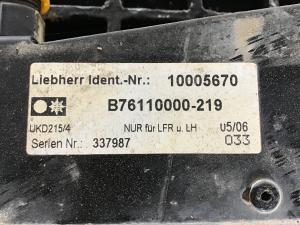 Liebherr Ident.-Nr.: 10005670
B76110000-219
UKD215/4 NUR für LFR u. LH 05/06
Serien Nr.: 337987 033